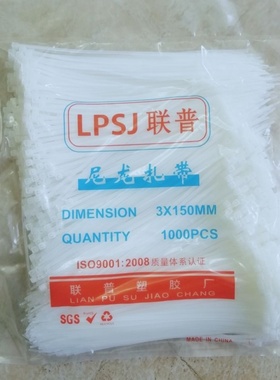 LPSJ 联普
尼龙扎带
DIMENSION 3X150MM
QUANTITY 1000PCS
ISO9001:2008质量体系认证
联普塑胶厂
LIAN PU SU JIAO CHANG
SGS
MADE IN CHINA